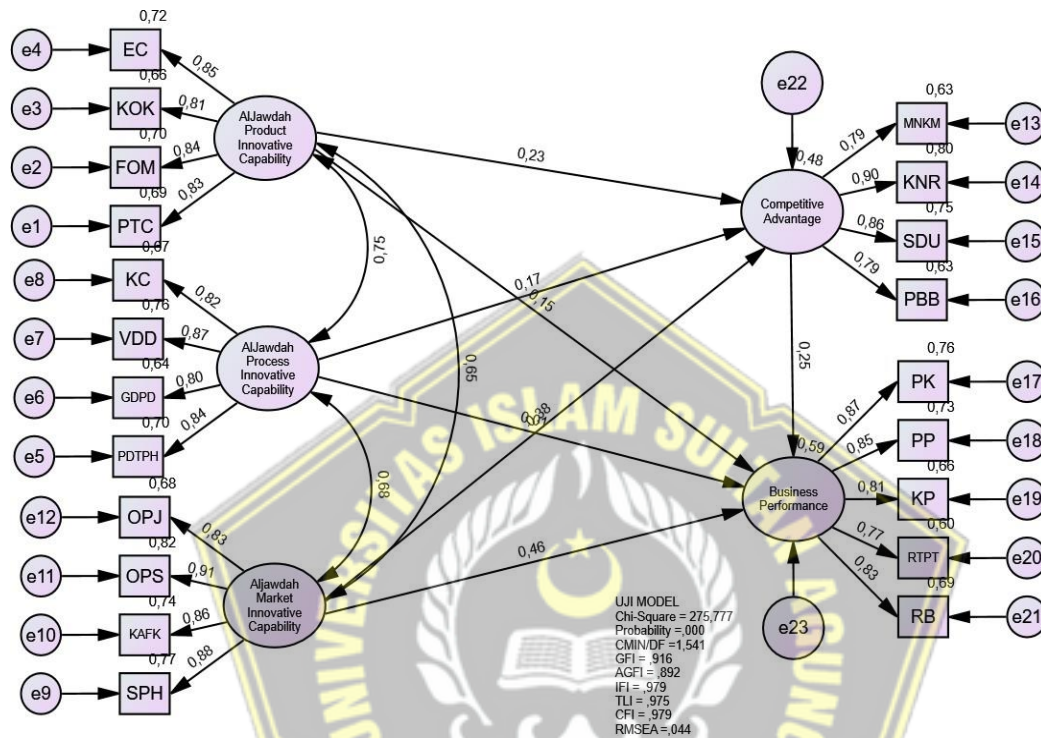 0,72
e4
EC
0,85
0,66
e3
KOK
0,81
0,70
e2
FOM
0,84
0,69
e1
PTC
0,83
0,67
e8
KC
0,82
0,76
e7
VDD
0,87
0,64
e6
GDPD
0,80
0,70
e5
PDTPH
0,84
0,68
e12
OPJ
0,83
0,82
e11
OPS
0,91
0,74
e10
KAFK
0,86
0,77
e9
SPH
0,88
AlJawdah
Product
Innovative
Capability
AlJawdah
Process
Innovative
Capability
Aljawdah
Market
Innovative
Capability
0,75
0,65
0,68
0,23
0,17
0,15
0,38
0,46
0,25
e22
0,48
Competitive
Advantage
0,63
0,79
MNKM
e13
0,80
0,90
KNR
e14
0,75
0,86
SDU
e15
0,63
0,79
PBB
e16
0,59
Business
Performance
e23
0,76
0,87
PK
e17
0,73
0,85
PP
e18
0,66
0,81
KP
e19
0,60
0,77
RTPT
e20
0,69
0,83
RB
e21
UJI MODEL
Chi-Square = 275,777
Probability =,000
CMIN/DF =1,541
GFI = ,916
AGFI = ,892
IFI = ,979
TLI = ,975
CFI = ,979
RMSEA =,044
UNIVERSITAS ISLAM SULTAN AGUNG